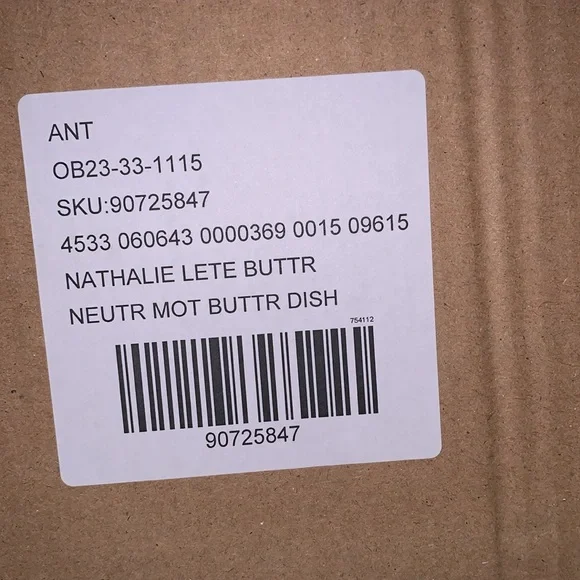 ANT
OB23-33-1115
SKU:90725847
4533 060643 0000369 0015 09615
NATHALIE LETE BUTTR
NEUTR MOT BUTTR DISH
754112
90725847